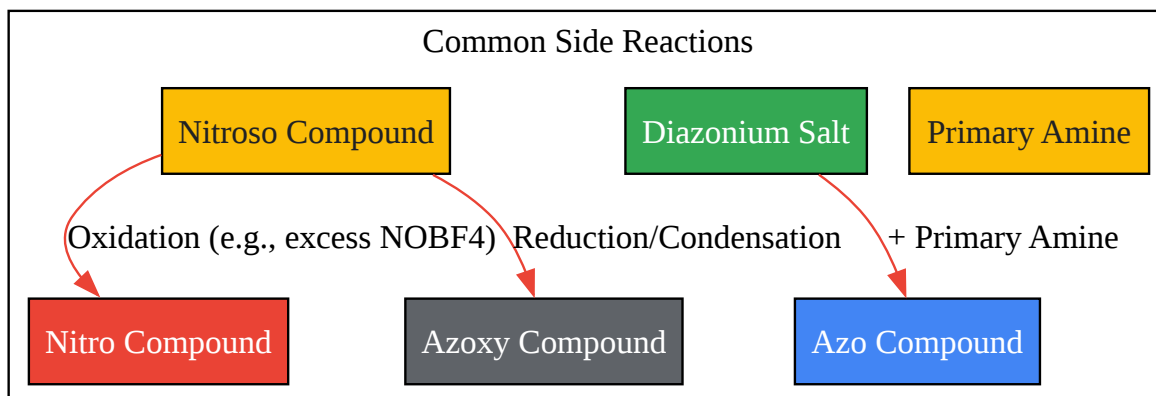 Common Side Reactions
Nitroso Compound
Diazonium Salt
Primary Amine
Oxidation (e.g., excess NOBF4)
Reduction/Condensation
+ Primary Amine
Nitro Compound
Azoxy Compound
Azo Compound